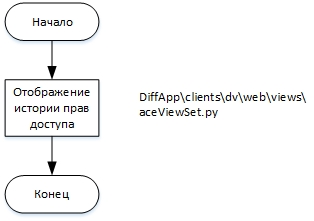 Начало
Отображение
истории прав
доступа
DiffApp\clients\dv\web\views\
aceViewSet.py
Конец